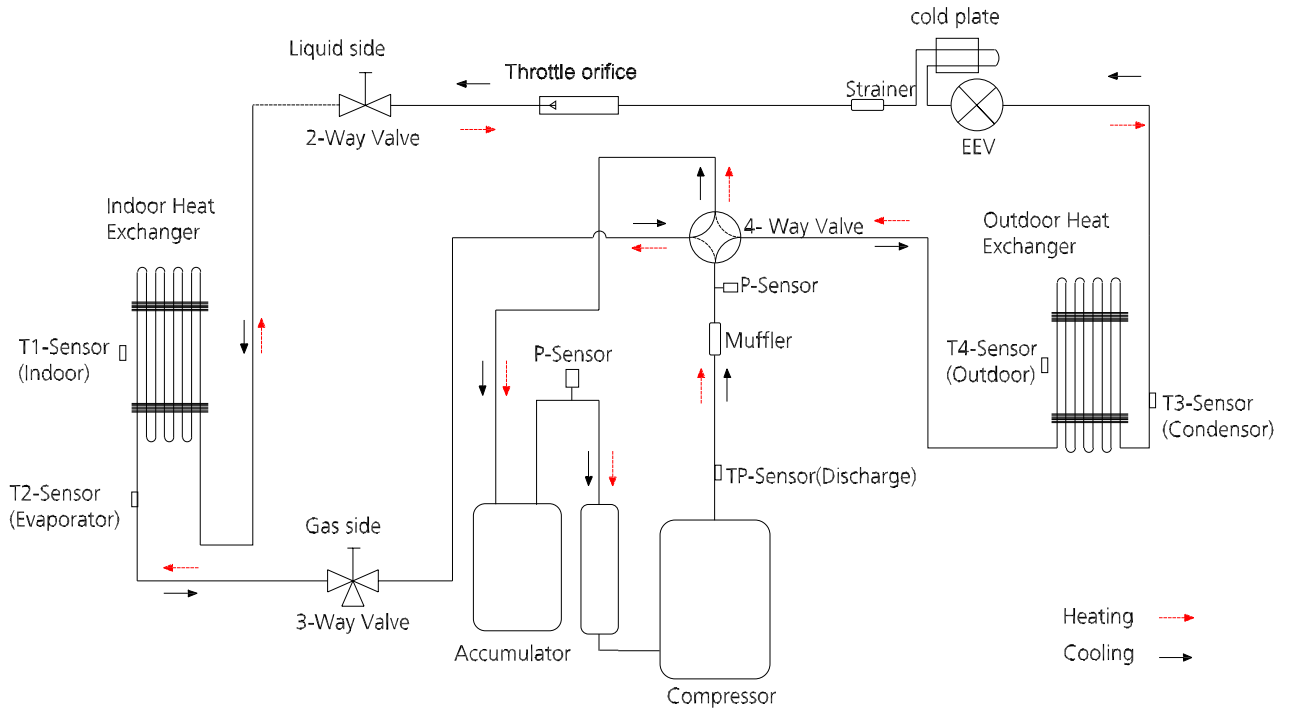 cold plate
Liquid side
Throttle orifice
Strainer
2-Way Valve
EEV
Indoor Heat
Exchanger
4- Way Valve
Outdoor Heat
Exchanger
P-Sensor
Muffler
T1-Sensor
(Indoor)
P-Sensor
T4-Sensor
(Outdoor)
T3-Sensor
(Condensor)
TP-Sensor(Discharge)
T2-Sensor
(Evaporator)
Gas side
3-Way Valve
Accumulator
Compressor
Heating
Cooling